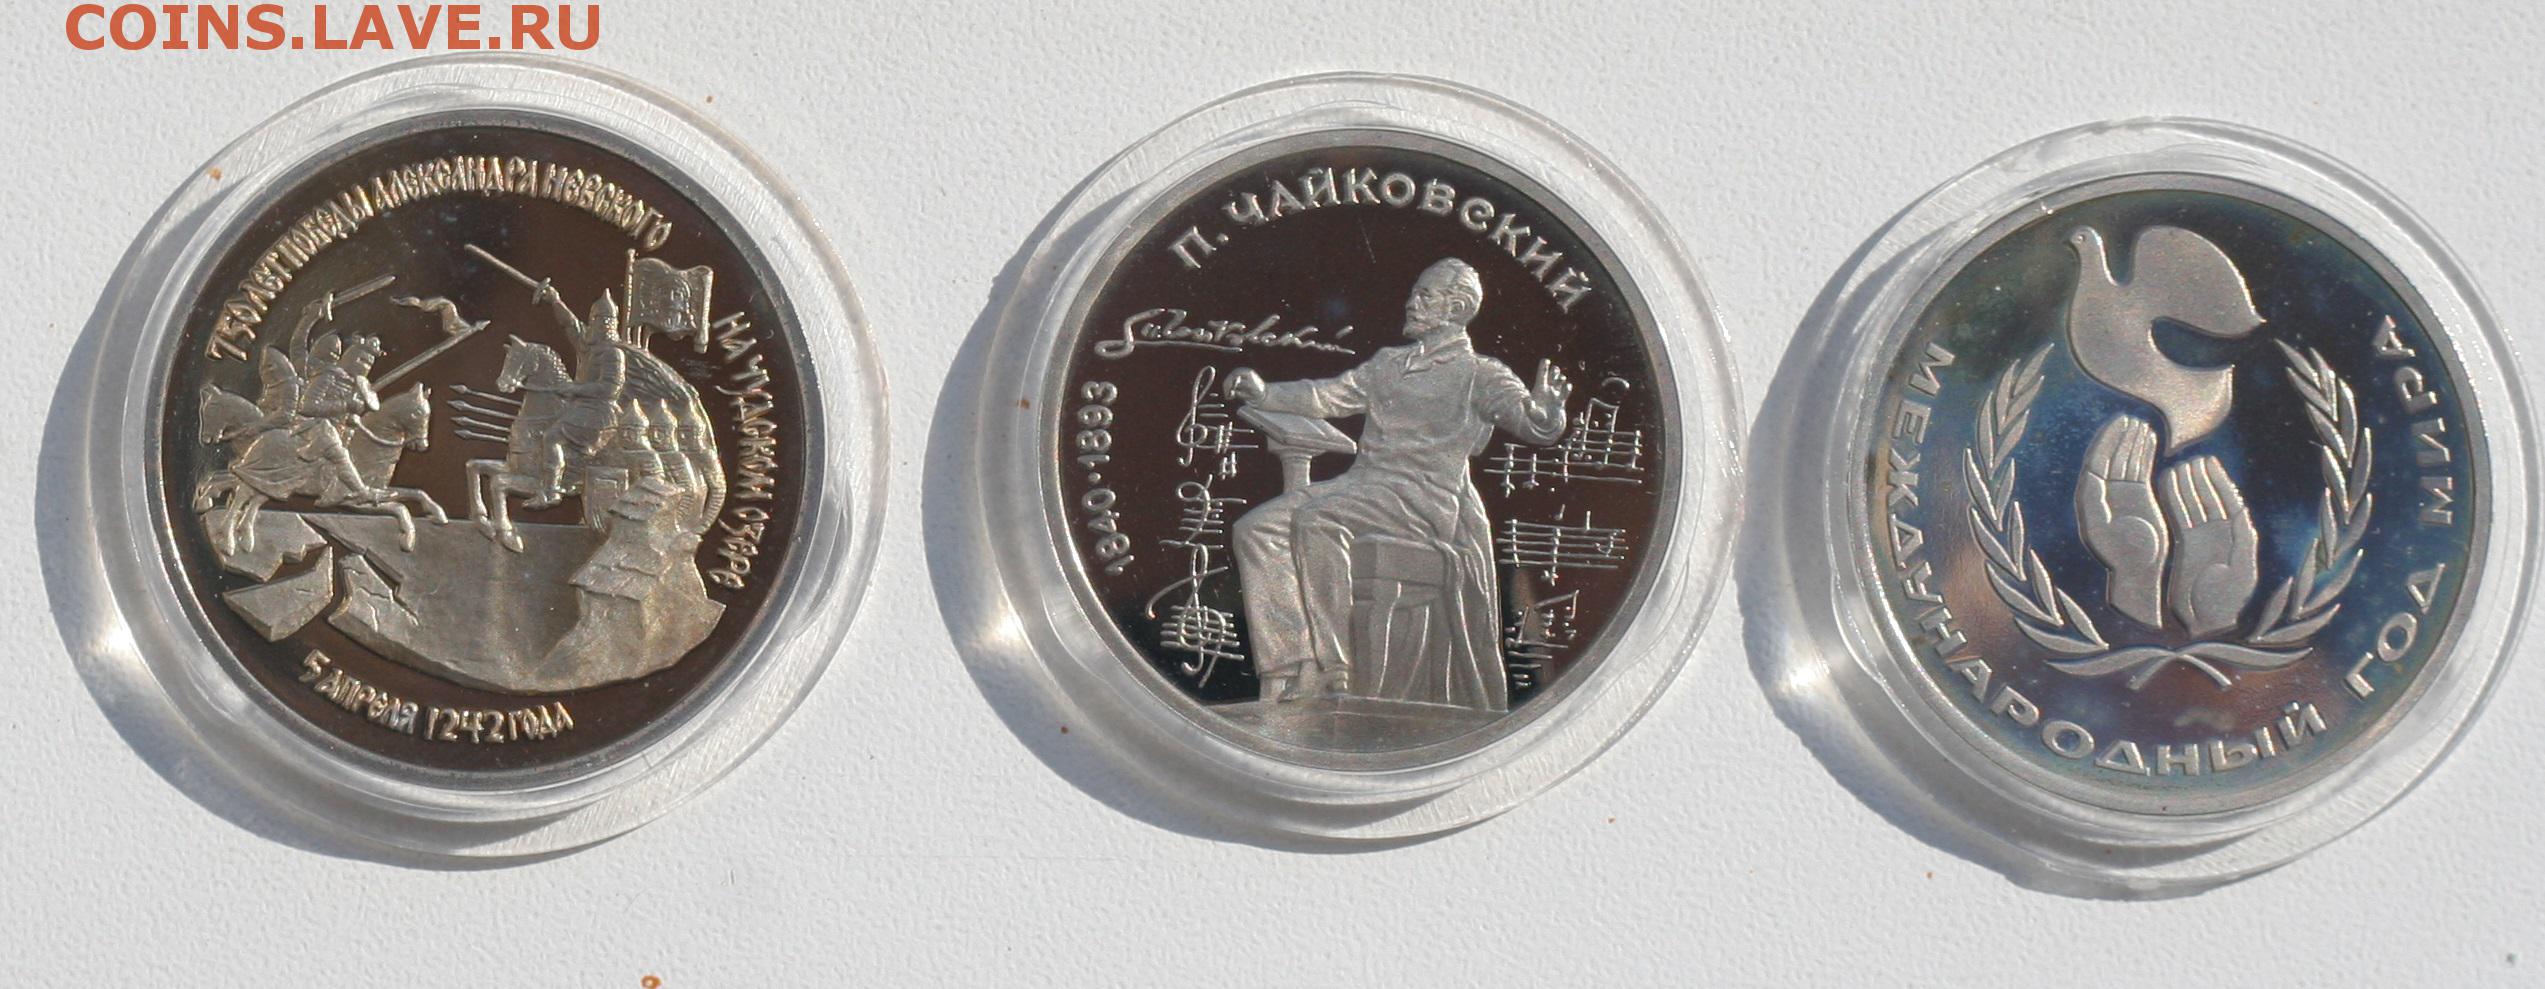 COINS.LAVE.RU
750 ЛЕТ ПОБЕДЫ АЛЕКСАНДРА НЕВСКОГО
НА ЧУДСКОМ ОЗЕРЕ
5 АПРЕЛЯ 1242 ГОДА
П. ЧАЙКОВСКИЙ
1840·1893
МЕЖДУНАРОДНЫЙ ГОД МИРА